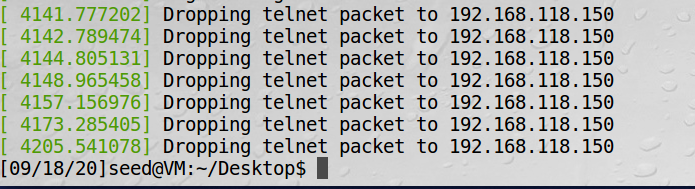 [ 4141.777202] Dropping telnet packet to 192.168.118.150
[ 4142.789474] Dropping telnet packet to 192.168.118.150
[ 4144.805131] Dropping telnet packet to 192.168.118.150
[ 4148.965458] Dropping telnet packet to 192.168.118.150
[ 4157.156976] Dropping telnet packet to 192.168.118.150
[ 4173.285405] Dropping telnet packet to 192.168.118.150
[ 4205.541078] Dropping telnet packet to 192.168.118.150
[09/18/20]seed@VM:~/Desktop$